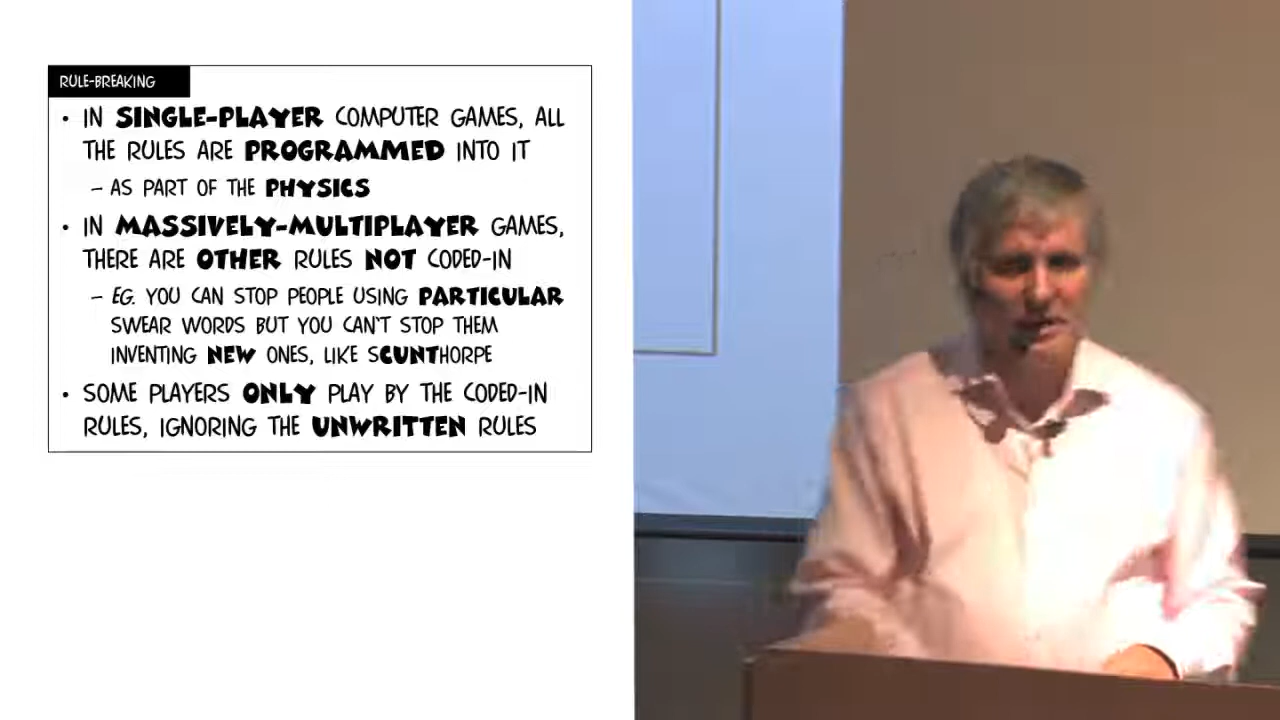 RULE-BREAKING
• IN SINGLE-PLAYER COMPUTER GAMES, ALL
THE RULES ARE PROGRAMMED INTO IT
– AS PART OF THE PHYSICS
• IN MASSIVELY-MULTIPLAYER GAMES,
THERE ARE OTHER RULES NOT CODED-IN
– EG. YOU CAN STOP PEOPLE USING PARTICULAR
SWEAR WORDS BUT YOU CAN'T STOP THEM
INVENTING NEW ONES, LIKE SCUNTHORPE
• SOME PLAYERS ONLY PLAY BY THE CODED-IN
RULES, IGNORING THE UNWRITTEN RULES